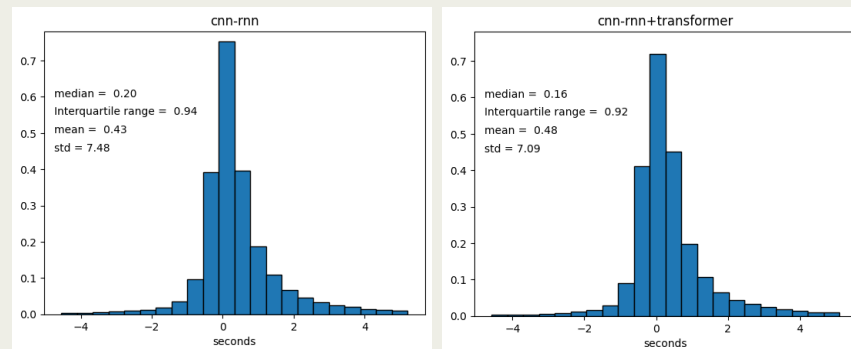 cnn-rnn
0.7
0.6
0.5
0.4
0.3
0.2
0.1
0.0
median = 0.20
Interquartile range = 0.94
mean = 0.43
std = 7.48
−4
−2
0
2
4
seconds
cnn-rnn+transformer
0.7
0.6
0.5
0.4
0.3
0.2
0.1
0.0
median = 0.16
Interquartile range = 0.92
mean = 0.48
std = 7.09
−4
−2
0
2
4
seconds